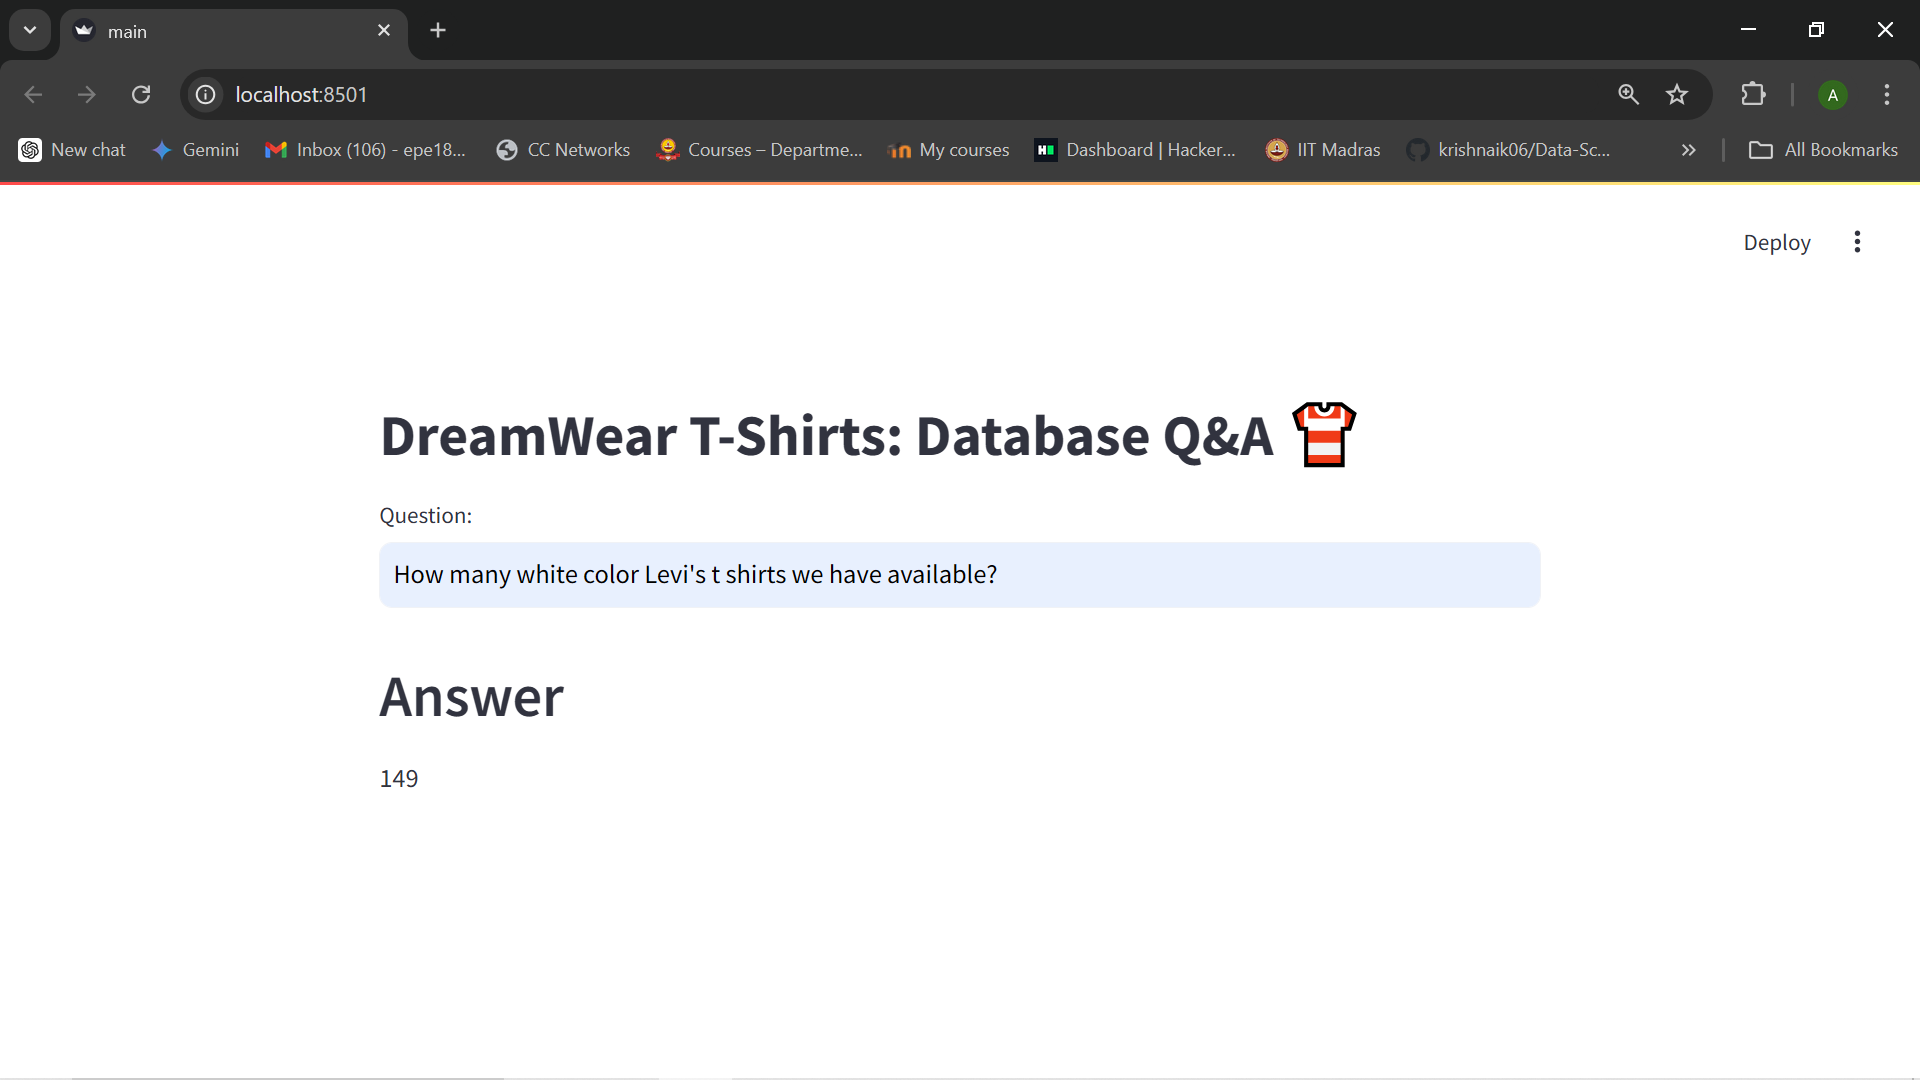 main
localhost:8501
A
New chat
Gemini
Inbox (106) - epe18...
CC Networks
Courses – Departme...
My courses
Dashboard | Hacker...
IIT Madras
krishnaik06/Data-Sc...
All Bookmarks
Deploy
DreamWear T-Shirts: Database Q&A
Question:
How many white color Levi's t shirts we have available?
Answer
149